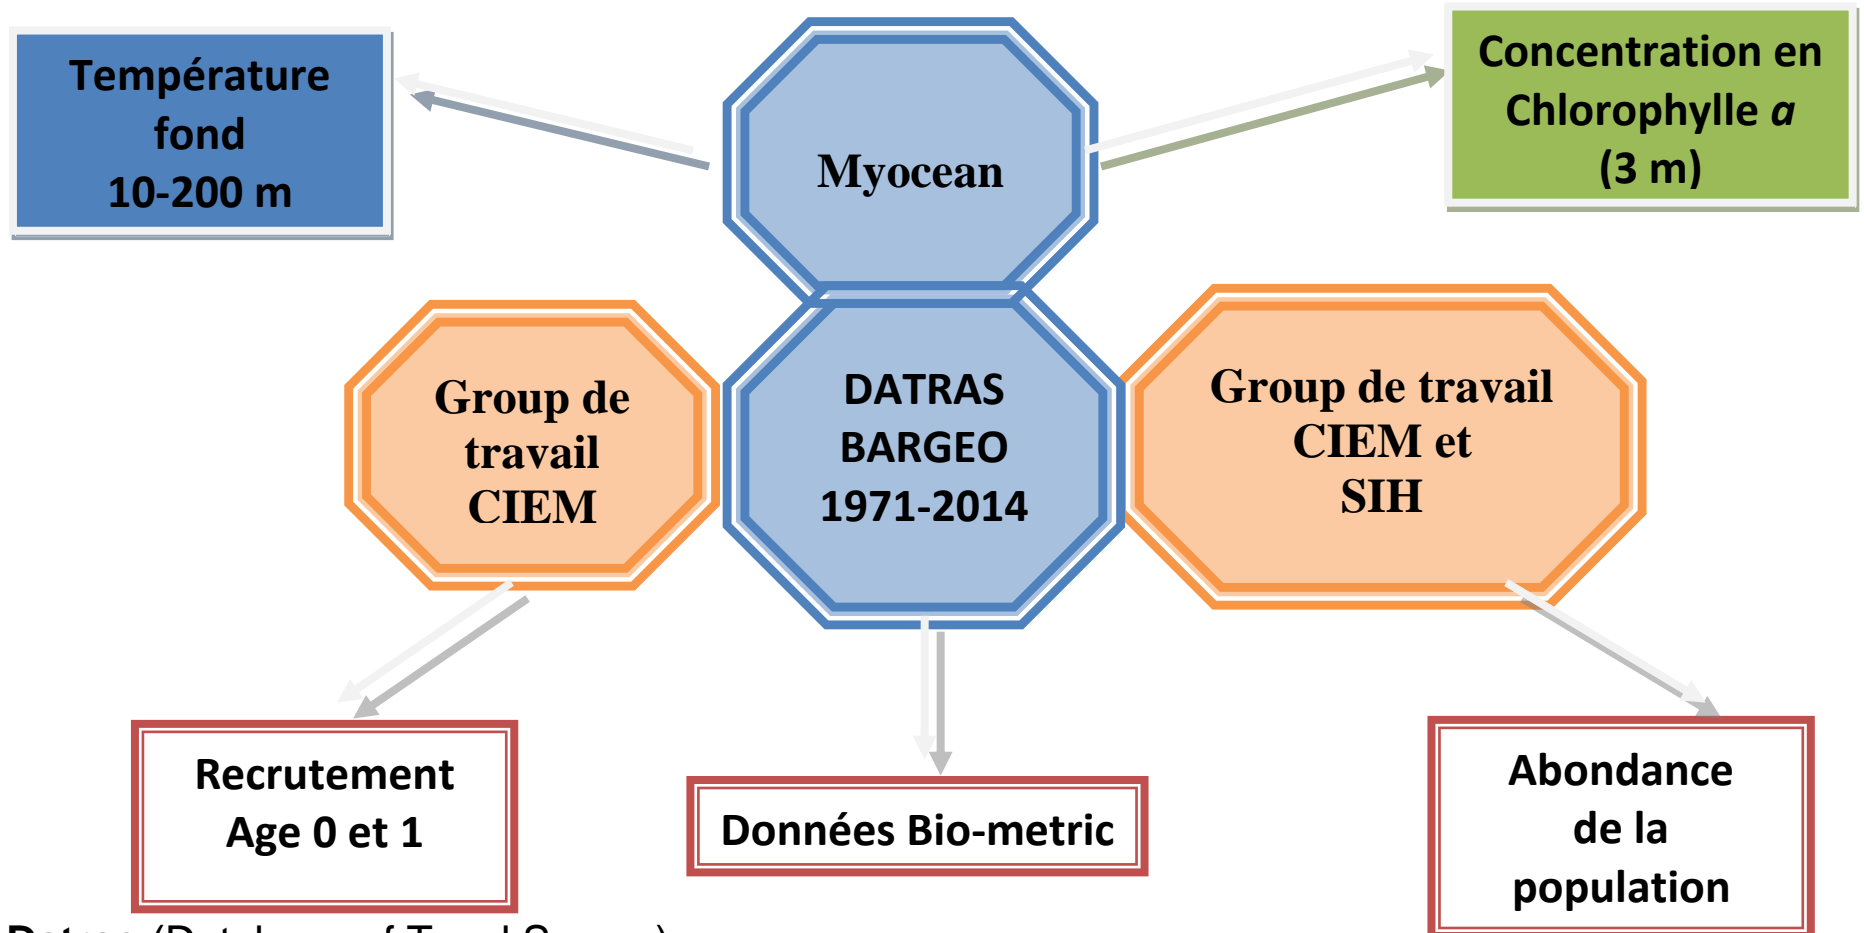 Température
fond
10-200 m
Myocean
Concentration en
Chlorophylle a
(3 m)
Group de
travail
CIEM
DATRAS
BARGEO
1971-2014
Group de travail
CIEM et
SIH
Recrutement
Age 0 et 1
Données Bio-metric
Abondance
de la
population